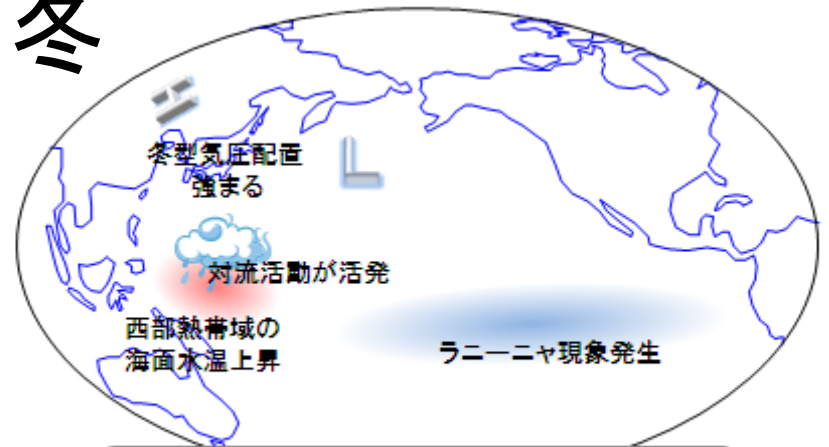 冬
冬型気圧配置
強まる
L
対流活動が活発
西部熱帯域の
海面水温上昇
ラニーニャ現象発生